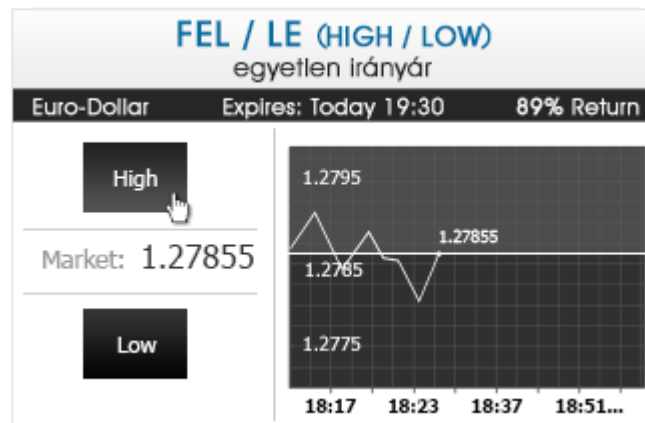 FEL / LE (HIGH / LOW)
egyetlen irányár
Euro-Dollar Expires: Today 19:30 89% Return
High
Market: 1.27855
Low
1.2795
1.27855
1.2785
1.2775
18:17 18:23 18:37 18:51...